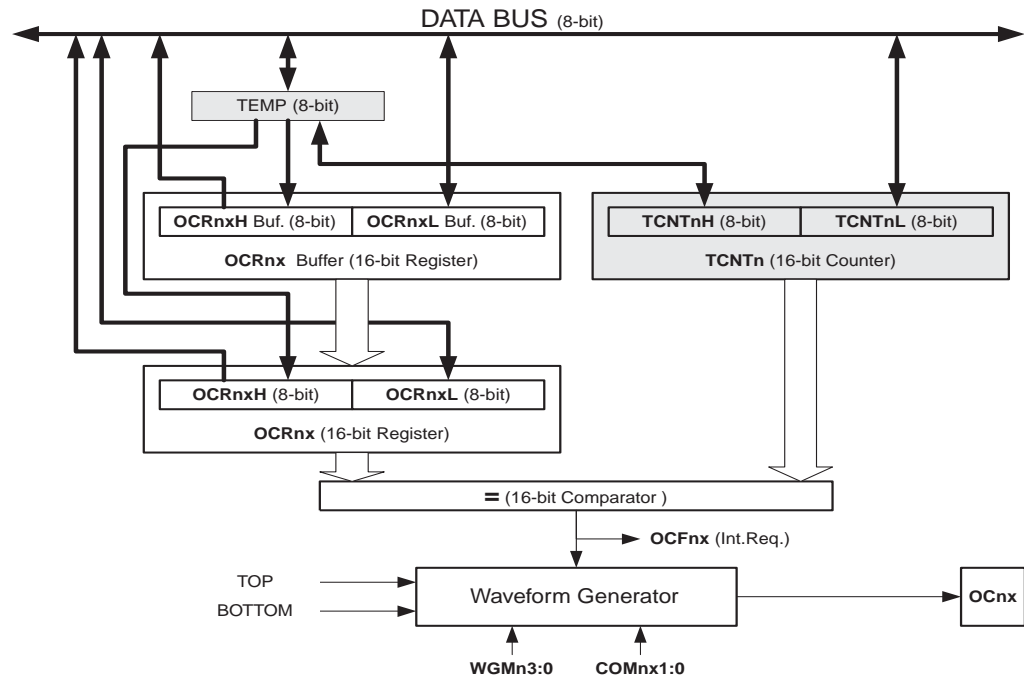 DATA BUS (8-bit)
TEMP (8-bit)
OCRnxH Buf. (8-bit) OCRnxL Buf. (8-bit)
OCRnx Buffer (16-bit Register)
TCNTnH (8-bit) TCNTnL (8-bit)
TCNTn (16-bit Counter)
OCRnxH (8-bit) OCRnxL (8-bit)
OCRnx (16-bit Register)
= (16-bit Comparator )
OCFnx (Int.Req.)
TOP
BOTTOM
Waveform Generator
OCnx
WGMn3:0 COMnx1:0